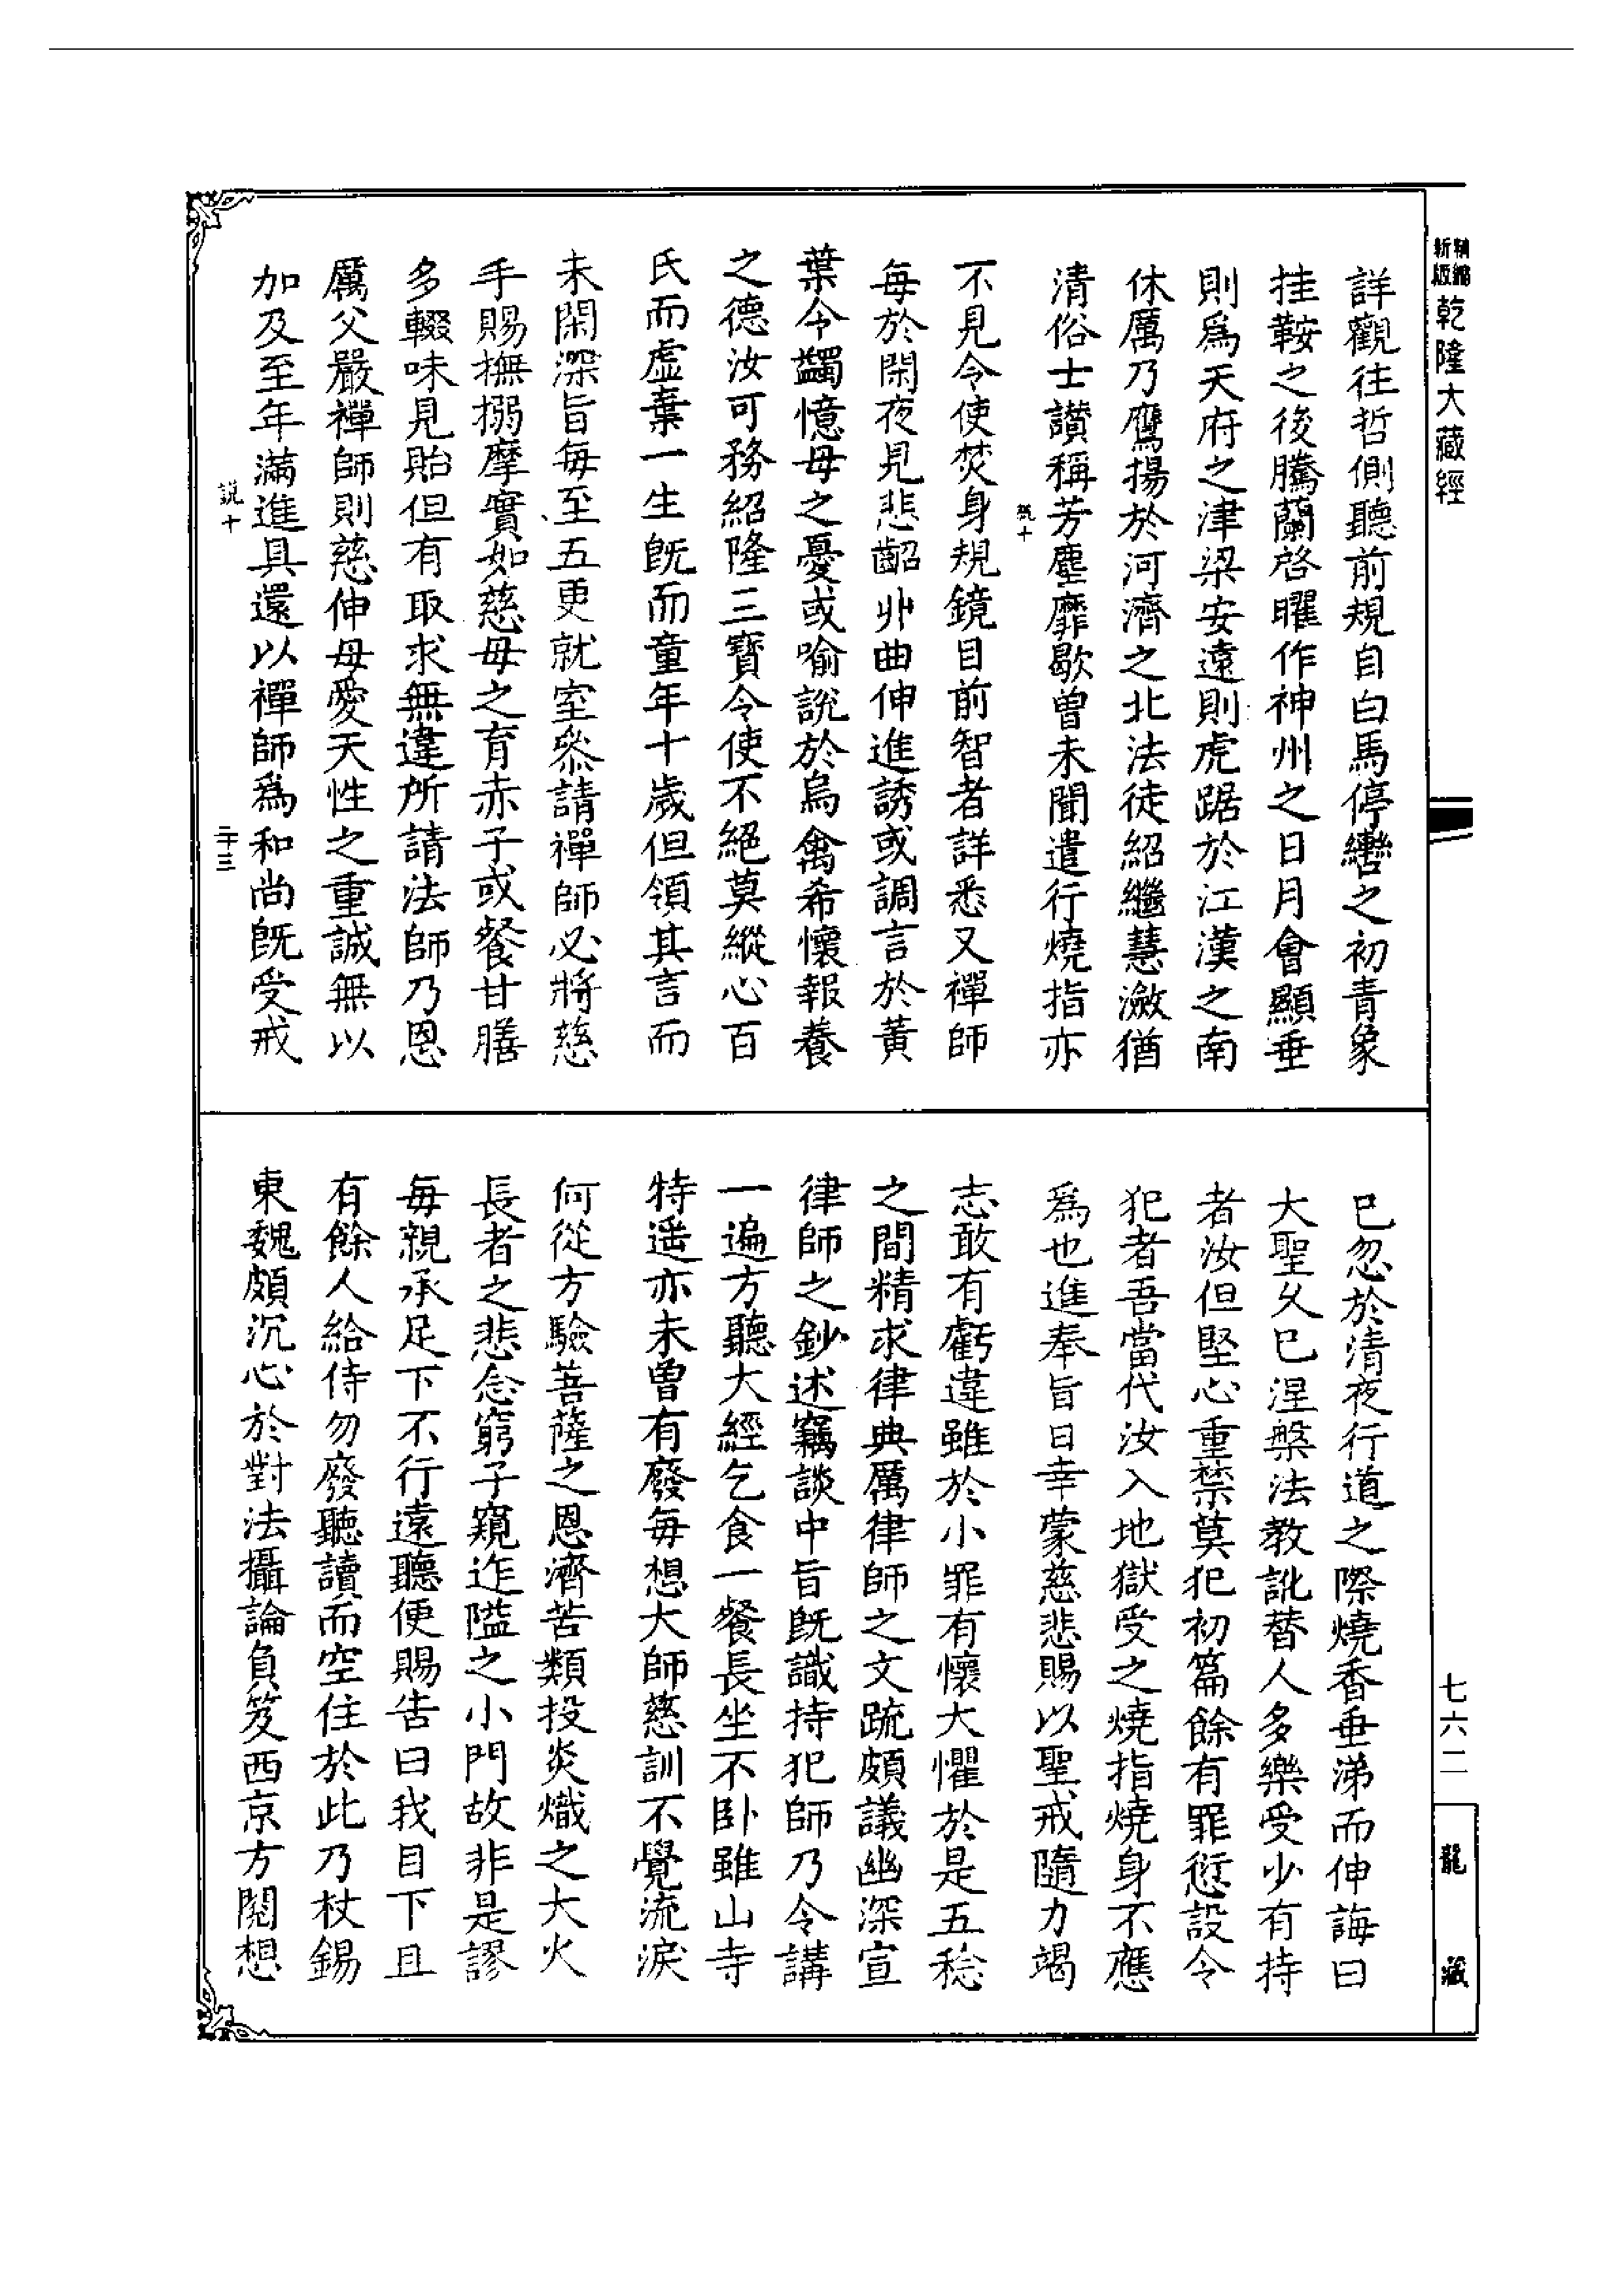 精縮新版
乾隆大藏經
詳觀往哲側聽前規自白馬停轡之初青象
挂鞍之後騰蘭啓曜作神州之日月會顯垂
則爲天府之津梁安遠則虎踞於江漢之南
休厲乃鷹揚於河濟之北法徒紹繼慧澂猶
清俗士讚稱芳塵靡歇曾未聞遣行燒指亦
説十
不見令使焚身規鏡目前智者詳悉又禪師
每於閑夜見悲齠丱曲伸進誘或調言於黃
葉令蠲憶母之憂或喻說於烏禽希懷報養
之德汝可務紹隆三寶令使不絕莫縱心百
氏而虛棄一生旣而童年十歲但領其言而
未閑深旨每至五更就室叅請禪師必將慈
手賜撫搦摩實如慈母之育赤子或餐甘膳
多輟味見貽但有取求無違所請法師乃恩
厲父嚴禪師則慈伸母愛天性之重誠無以
加及至年滿進具還以禪師爲和尚旣受戒
説十
二十三
巳忽於清夜行道之際燒香垂涕而伸誨曰
大聖久巳涅槃法教訛替人多樂受少有持
者汝但堅心重禁莫犯初篇餘有罪愆設令
犯者吾當代汝入地獄受之燒指燒身不應
爲也進奉旨日幸蒙慈悲賜以聖戒隨力竭
志敢有虧違雖於小罪有懷大懼於是五稔
之間精求律典厲律師之文疏頗議幽深宣
律師之鈔述竊談中旨旣識持犯師乃令講
一遍方聽大經乞食一餐長坐不卧雖山寺
特遥亦未曾有廢每想大師慈訓不覺流淚
何從方驗菩薩之恩濟苦類投炎熾之大火
長者之悲念窮子窺迮隘之小門故非是謬
每親承足下不行遠聽便賜告曰我目下且
有餘人給侍勿廢聽讀而空住於此乃杖錫
東魏頗沉心於對法攝論負笈西京方閱想
七六二
龍藏